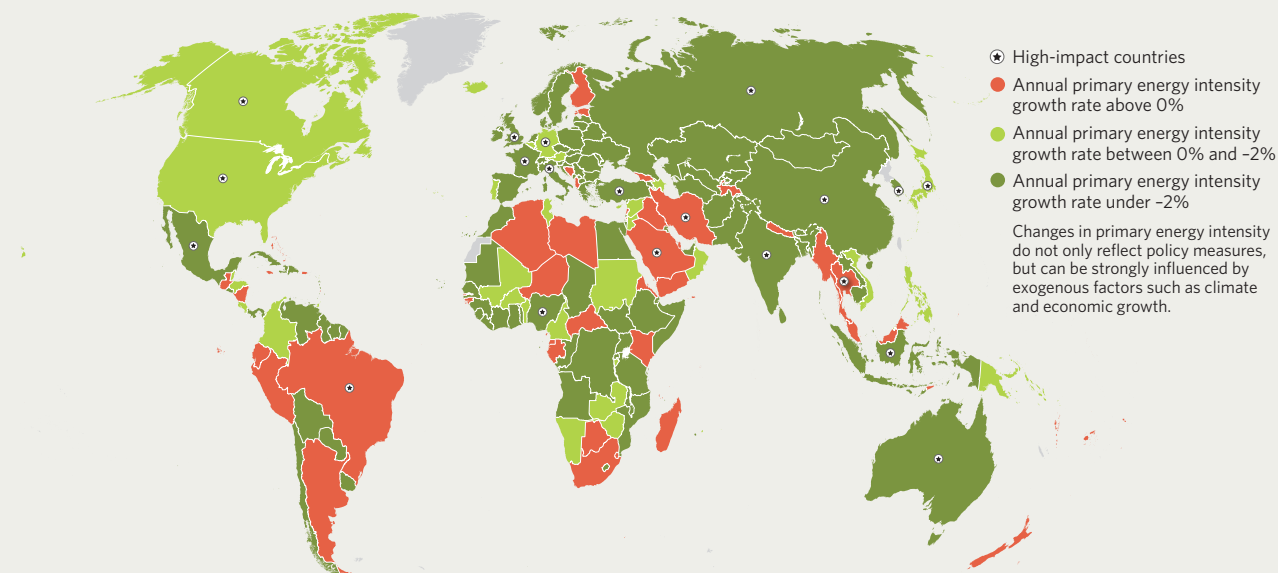 High-impact countries
Annual primary energy intensity
growth rate above 0%
Annual primary energy intensity
growth rate between 0% and –2%
Annual primary energy intensity
growth rate under –2%
Changes in primary energy intensity
do not only reflect policy measures,
but can be strongly influenced by
exogenous factors such as climate
and economic growth.